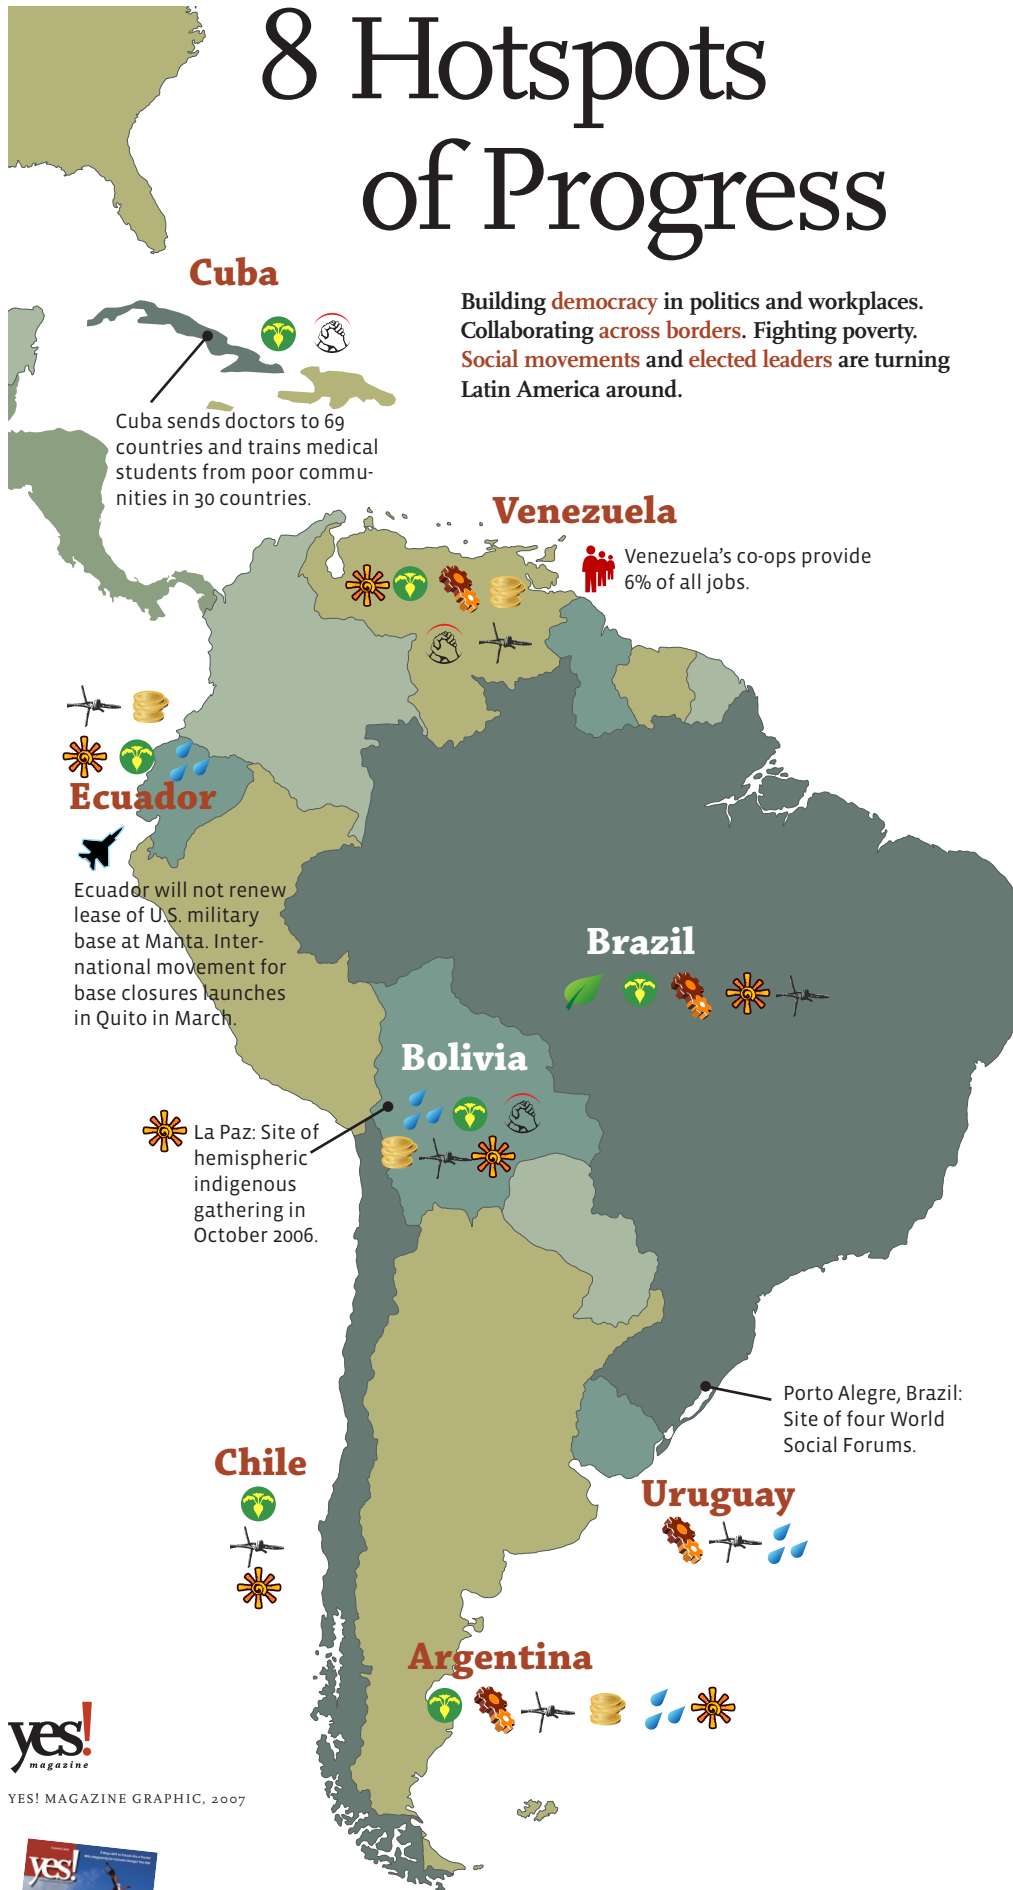 8 Hotspots
of Progress
Cuba
Building democracy in politics and workplaces.
Collaborating across borders. Fighting poverty.
Social movements and elected leaders are turning
Latin America around.
Cuba sends doctors to 69
countries and trains medical
students from poor commu-
nities in 30 countries.
Venezuela
Venezuela's co-ops provide
6% of all jobs.
Ecuador
Ecuador will not renew
lease of U.S. military
base at Manta. Inter-
national movement for
base closures launches
in Quito in March.
Brazil
Bolivia
La Paz: Site of
hemispheric
indigenous
gathering in
October 2006.
Porto Alegre, Brazil:
Site of four World
Social Forums.
Chile
Uruguay
Argentina
yes!
magazine
YES! MAGAZINE GRAPHIC, 2007
yes!